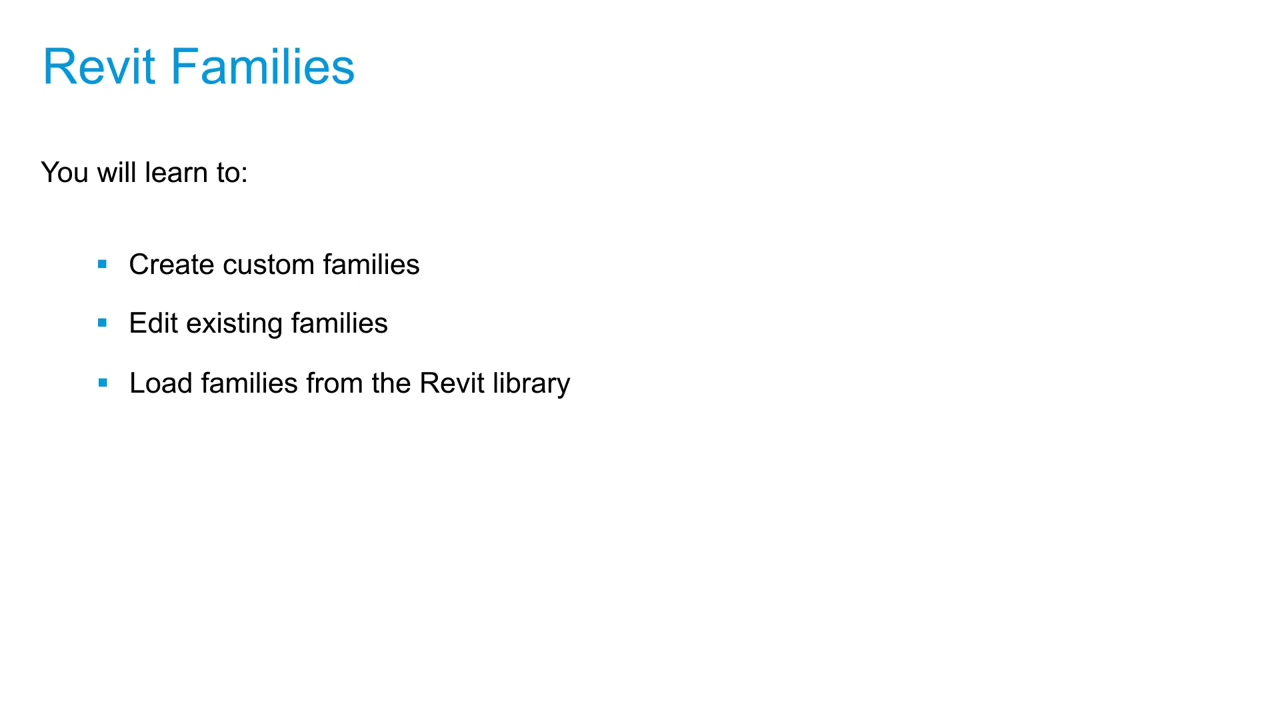 Revit Families
You will learn to:
▪ Create custom families
▪ Edit existing families
▪ Load families from the Revit library